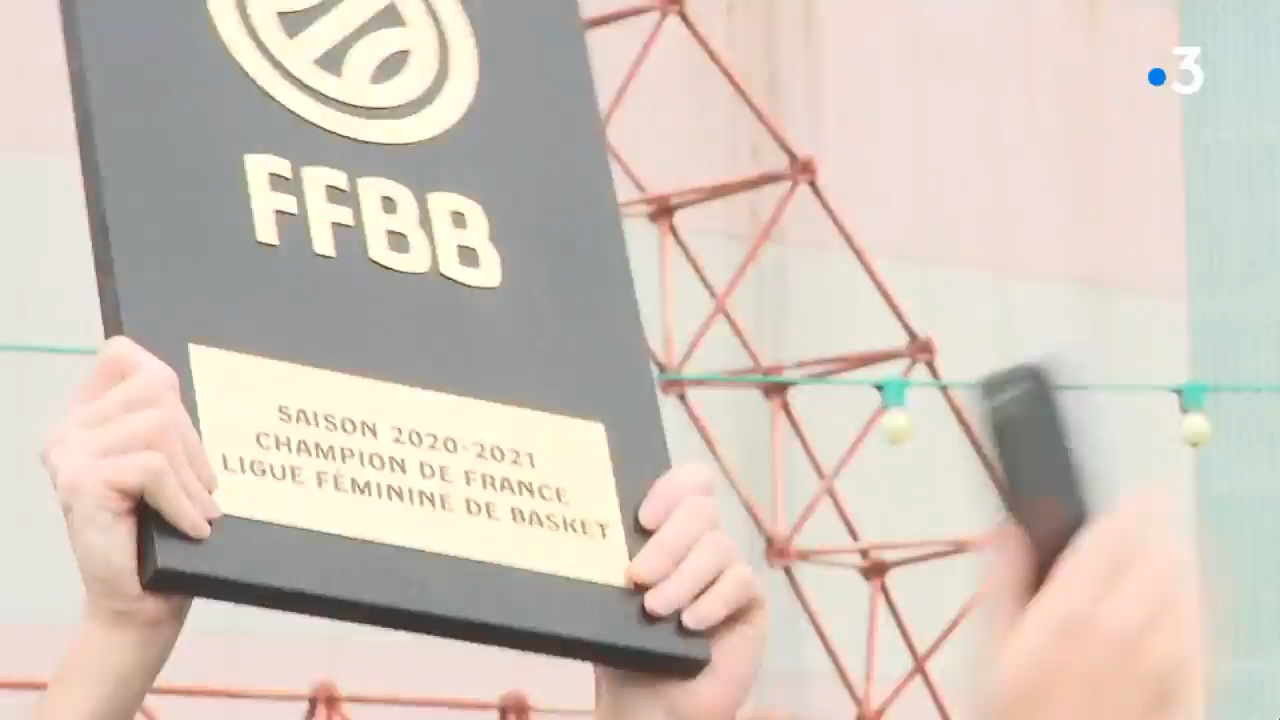 3
FFBB
SAISON 2020-2021
CHAMPION DE FRANCE
LIGUE FÉMININE DE BASKET